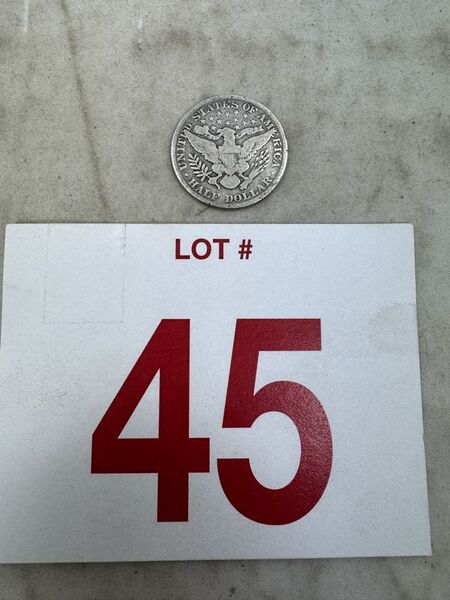 UNITED STATES OF AMERICA
HALF DOLLAR
LOT #
45